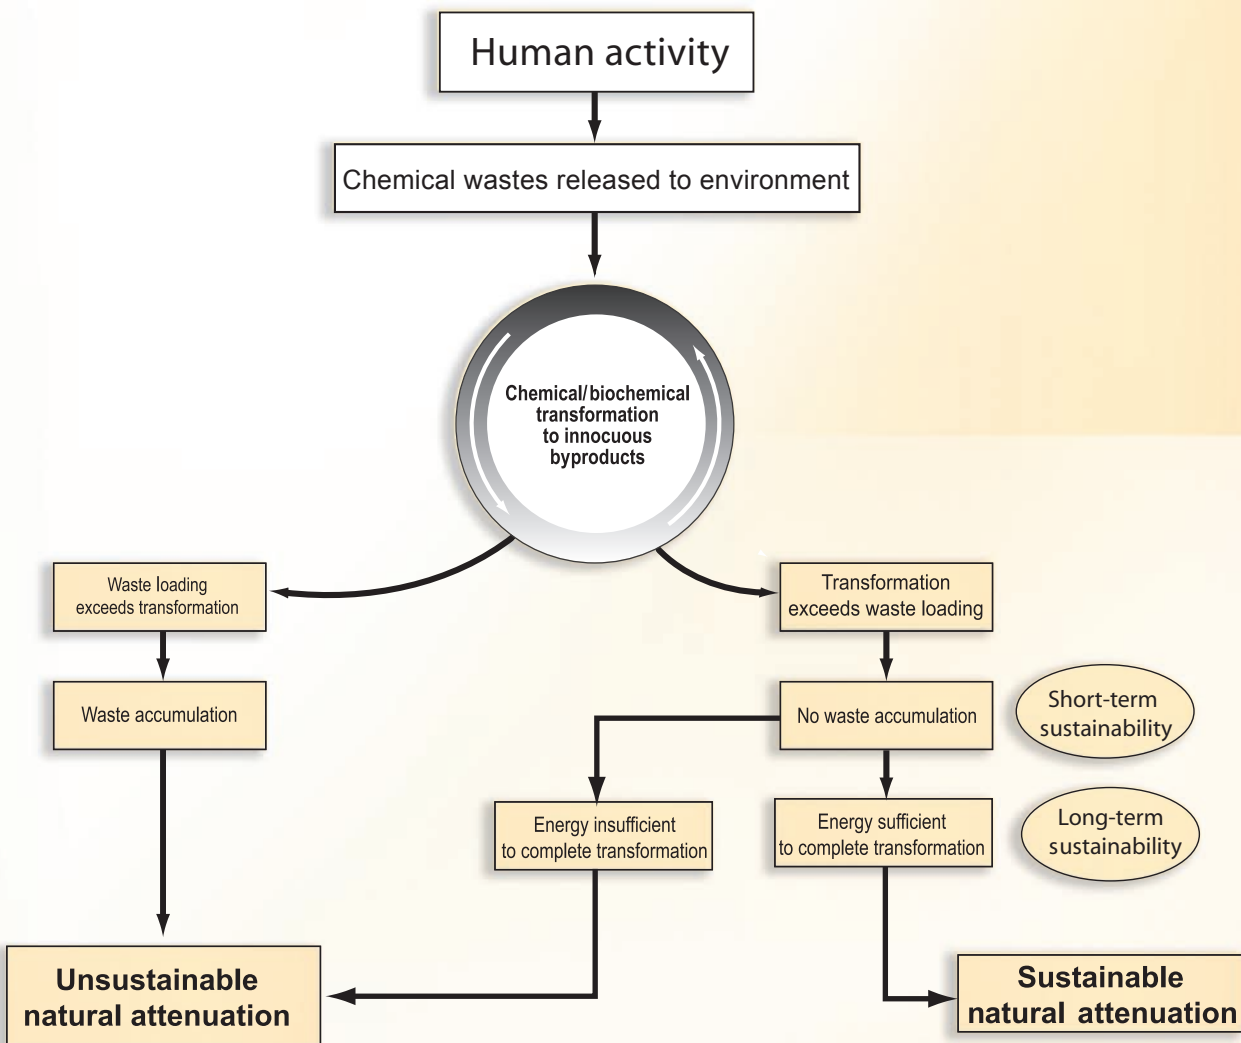 Human activity
Chemical wastes released to environment
Chemical/biochemical
transformation
to innocuous
byproducts
Waste loading
exceeds transformation
Transformation
exceeds waste loading
Waste accumulation
No waste accumulation
Short-term
sustainability
Energy insufficient
to complete transformation
Energy sufficient
to complete transformation
Long-term
sustainability
Unsustainable
natural attenuation
Sustainable
natural attenuation